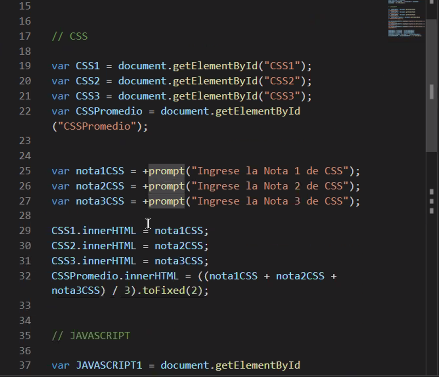 15
16
17 // CSS
18
19 var CSS1 = document.getElementById("CSS1");
20 var CSS2 = document.getElementById("CSS2");
21 var CSS3 = document.getElementById("CSS3");
22 var CSSPromedio = document.getElementById
("CSSPromedio");
23
24
25 var nota1CSS = +prompt("Ingrese la Nota 1 de CSS");
26 var nota2CSS = +prompt("Ingrese la Nota 2 de CSS");
27 var nota3CSS = +prompt("Ingrese la Nota 3 de CSS");
28
29 CSS1.innerHTML = nota1CSS;
30 CSS2.innerHTML = nota2CSS;
31 CSS3.innerHTML = nota3CSS;
32 CSSPromedio.innerHTML = ((nota1CSS + nota2CSS +
nota3CSS) / 3).toFixed(2);
33
34
35 // JAVASCRIPT
36
37 var JAVASCRIPT1 = document.getElementById